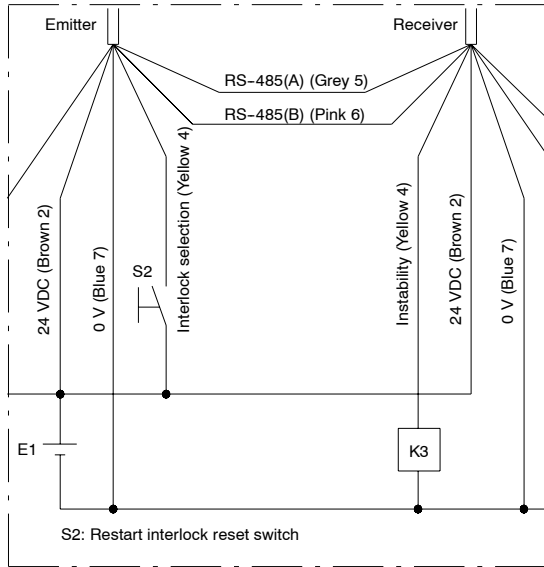 Emitter
Receiver
RS-485(A) (Grey 5)
RS-485(B) (Pink 6)
24 VDC (Brown 2)
0 V (Blue 7)
S2
Interlock selection (Yellow 4)
Instability (Yellow 4)
24 VDC (Brown 2)
0 V (Blue 7)
E1
K3
S2: Restart interlock reset switch